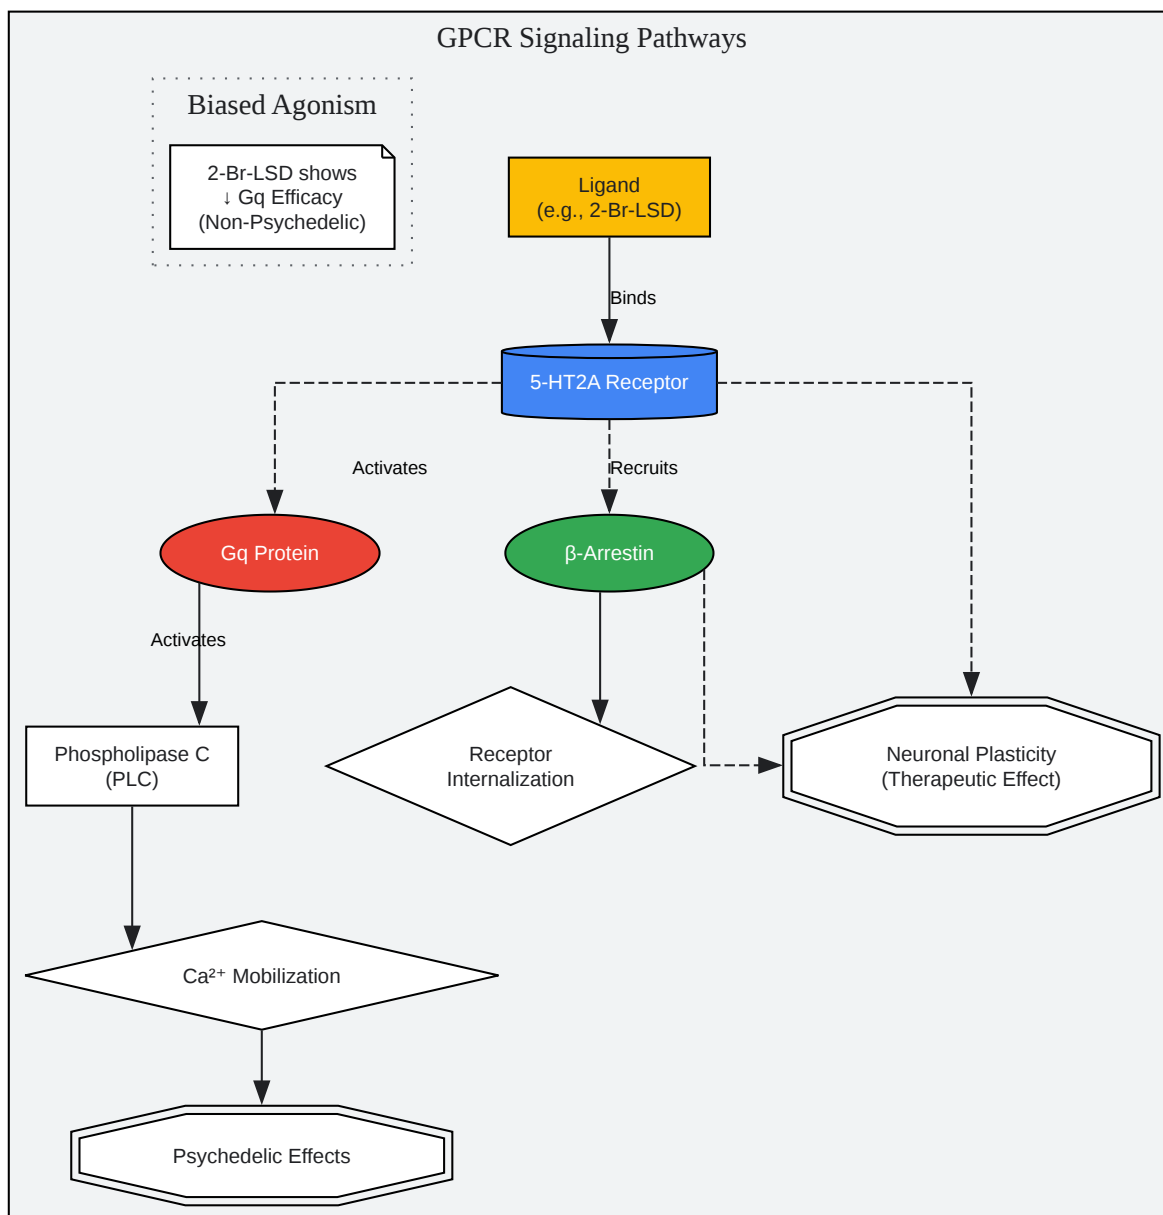 GPCR Signaling Pathways
Biased Agonism
2-Br-LSD shows
↓ Gq Efficacy
(Non-Psychedelic)
Ligand
(e.g., 2-Br-LSD)
Binds
5-HT2A Receptor
Activates
Recruits
Gq Protein
β-Arrestin
Activates
Phospholipase C
(PLC)
Receptor
Internalization
Neuronal Plasticity
(Therapeutic Effect)
Ca²⁺ Mobilization
Psychedelic Effects